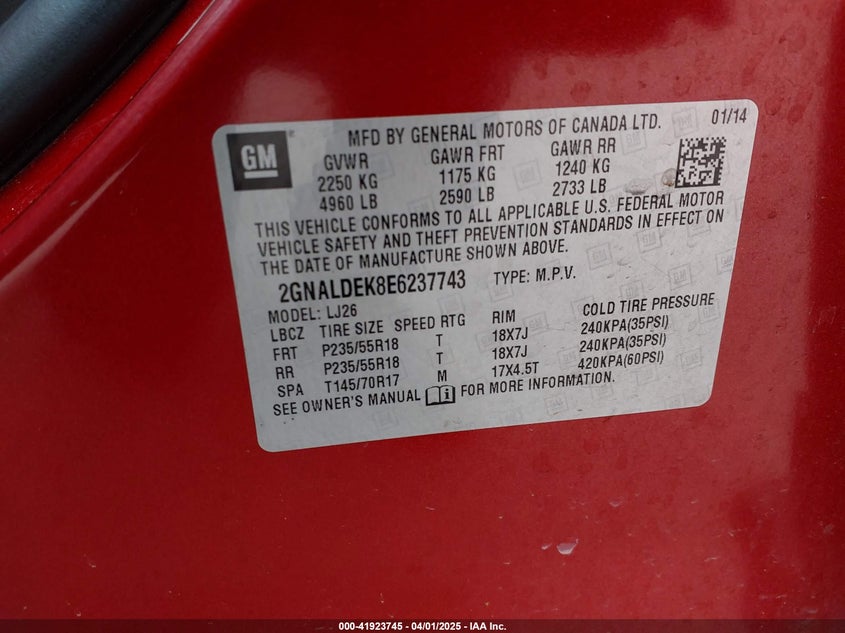 GM
MFD BY GENERAL MOTORS OF CANADA LTD. 01/14
GVWR GAWR FRT GAWR RR
2250 KG 1175 KG 1240 KG
4960 LB 2590 LB 2733 LB
THIS VEHICLE CONFORMS TO ALL APPLICABLE U.S. FEDERAL MOTOR
VEHICLE SAFETY AND THEFT PREVENTION STANDARDS IN EFFECT ON
THE DATE OF MANUFACTURE SHOWN ABOVE.
2GNALDEK8E6237743 TYPE: M.P.V.
MODEL: LJ26
LBCZ TIRE SIZE SPEED RTG RIM COLD TIRE PRESSURE
FRT P235/55R18 T 18X7J 240KPA(35PSI)
RR P235/55R18 T 18X7J 240KPA(35PSI)
SPA T145/70R17 M 17X4.5T 420KPA(60PSI)
SEE OWNER'S MANUAL FOR MORE INFORMATION.
000-41923745 - 04/01/2025 - IAA Inc.